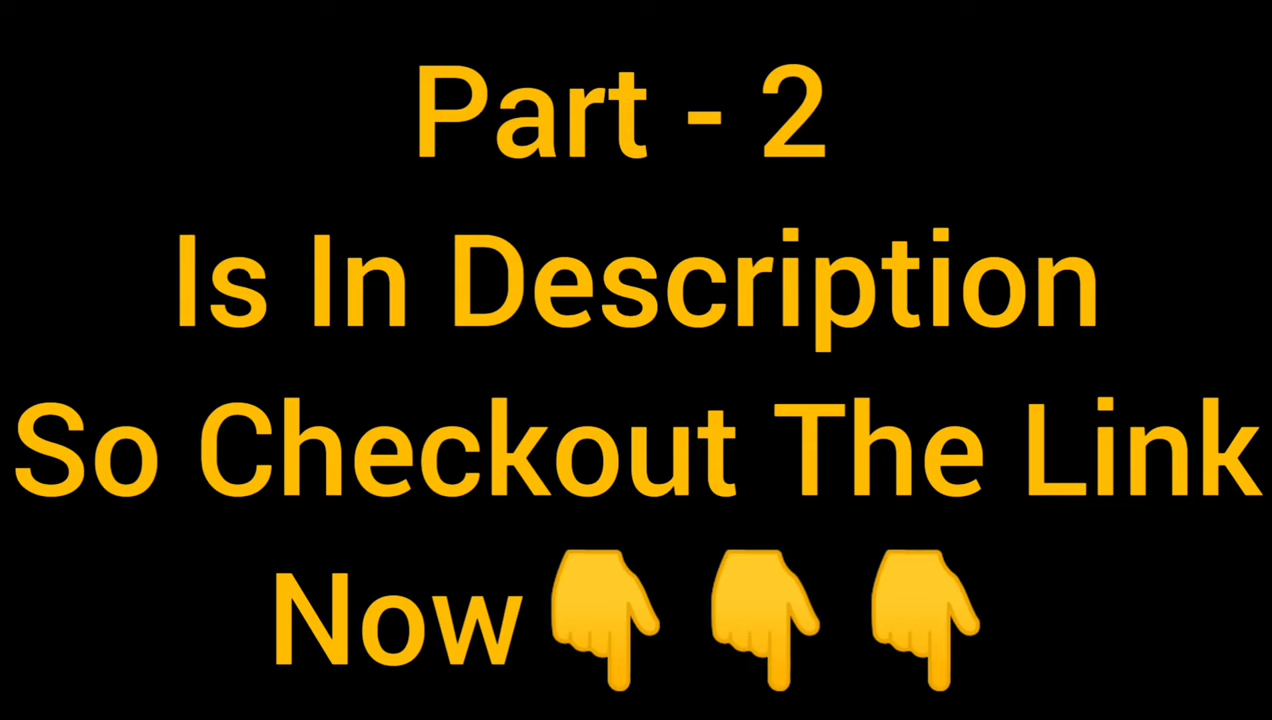 Part - 2
Is In Description
So Checkout The Link
Now👇👇👇